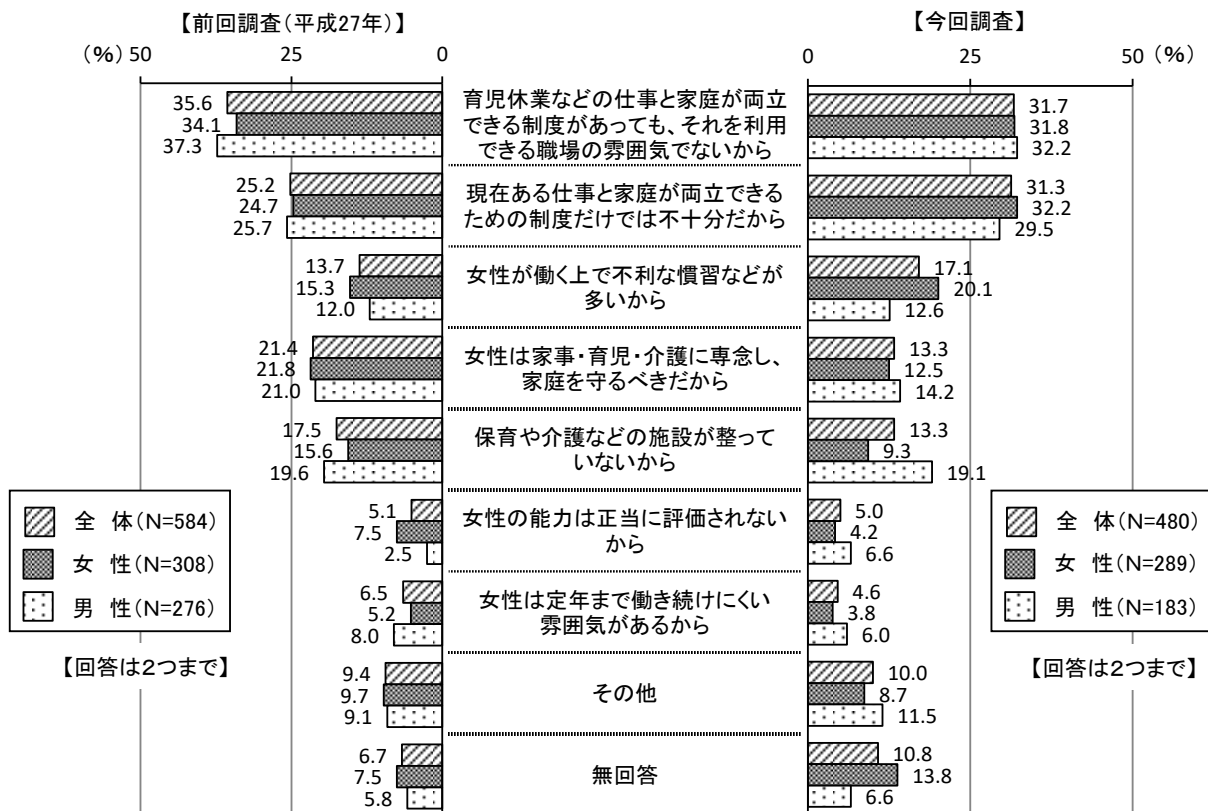 【前回調査(平成27年)】
【今回調査】
(%) 50 25 0
0 25 50 (%)
35.6
34.1
37.3
育児休業などの仕事と家庭が両立
できる制度があっても、それを利用
できる職場の雰囲気でないから
31.7
31.8
32.2
25.2
24.7
25.7
現在ある仕事と家庭が両立できる
ための制度だけでは不十分だから
31.3
32.2
29.5
13.7
15.3
12.0
女性が働く上で不利な慣習などが
多いから
17.1
20.1
12.6
21.4
21.8
21.0
女性は家事・育児・介護に専念し、
家庭を守るべきだから
13.3
12.5
14.2
17.5
15.6
19.6
保育や介護などの施設が整って
いないから
13.3
9.3
19.1
5.1
7.5
2.5
女性の能力は正当に評価されない
から
5.0
4.2
6.6
6.5
5.2
8.0
女性は定年まで働き続けにくい
雰囲気があるから
4.6
3.8
6.0
9.4
9.7
9.1
その他
10.0
8.7
11.5
6.7
7.5
5.8
無回答
10.8
13.8
6.6
全 体(N=584)
女 性(N=308)
男 性(N=276)
【回答は2つまで】
全 体(N=480)
女 性(N=289)
男 性(N=183)
【回答は2つまで】